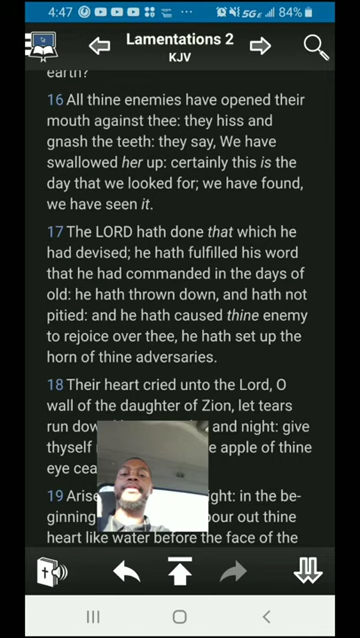 4:47 5GE 84%
Lamentations 2
KJV
earth?
16 All thine enemies have opened their
mouth against thee: they hiss and
gnash the teeth: they say, We have
swallowed her up: certainly this is the
day that we looked for; we have found,
we have seen it.
17 The LORD hath done that which he
had devised; he hath fulfilled his word
that he had commanded in the days of
old: he hath thrown down, and hath not
pitied: and he hath caused thine enemy
to rejoice over thee, he hath set up the
horn of thine adversaries.
18 Their heart cried unto the Lord, O
wall of the daughter of Zion, let tears
run and night: give
thyself apple of thine
eye
19 in the be-
pour out thine
heart like water before the face of the